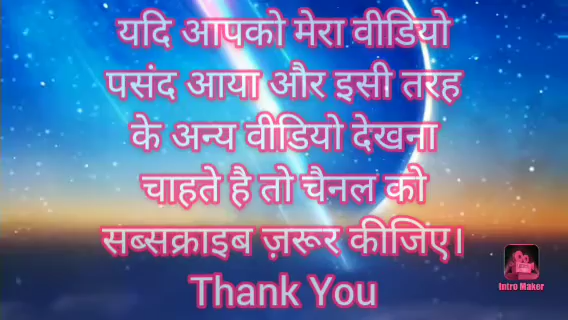 यदि आपको मेरा वीडियो
पसंद आया और इसी तरह
के अन्य वीडियो देखना
चाहते है तो चैनल को
सब्सक्राइब ज़रूर कीजिए।
Thank You
Intro Maker